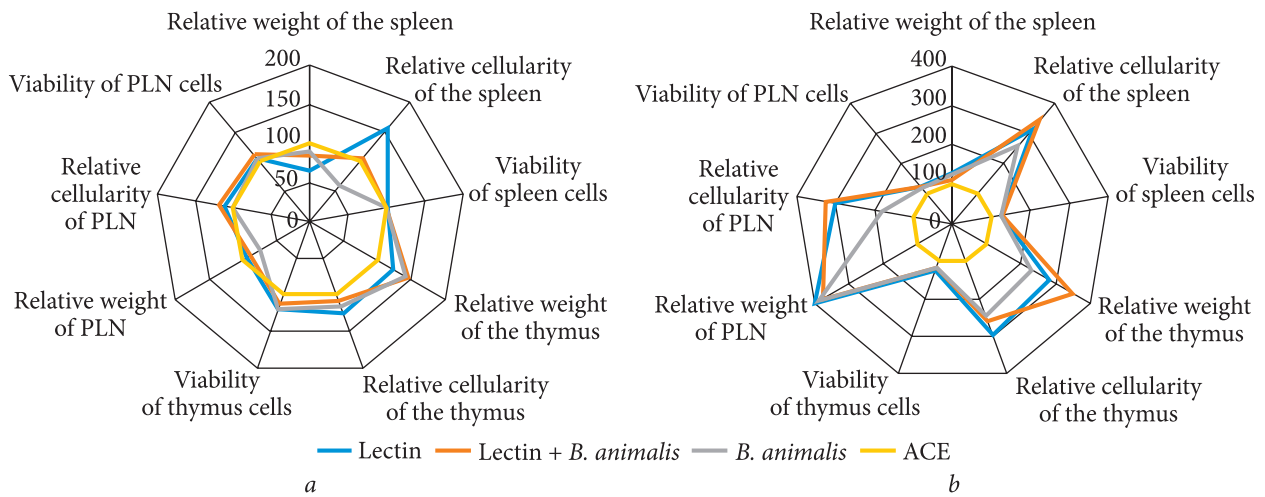 Relative weight of the spleen
200
150
100
50
0
Relative cellularity
of the spleen
Viability
of spleen cells
Relative weight
of the thymus
Relative cellularity
of the thymus
Viability
of thymus cells
Relative weight
of PLN
Relative
cellularity
of PLN
Viability of PLN cells
Relative weight of the spleen
400
300
200
100
0
Relative cellularity
of the spleen
Viability
of spleen cells
Relative weight
of the thymus
Relative cellularity
of the thymus
Viability
of thymus cells
Relative weight
of PLN
Relative
cellularity
of PLN
Viability of PLN cells
Lectin
Lectin + B. animalis
B. animalis
ACE
a
b